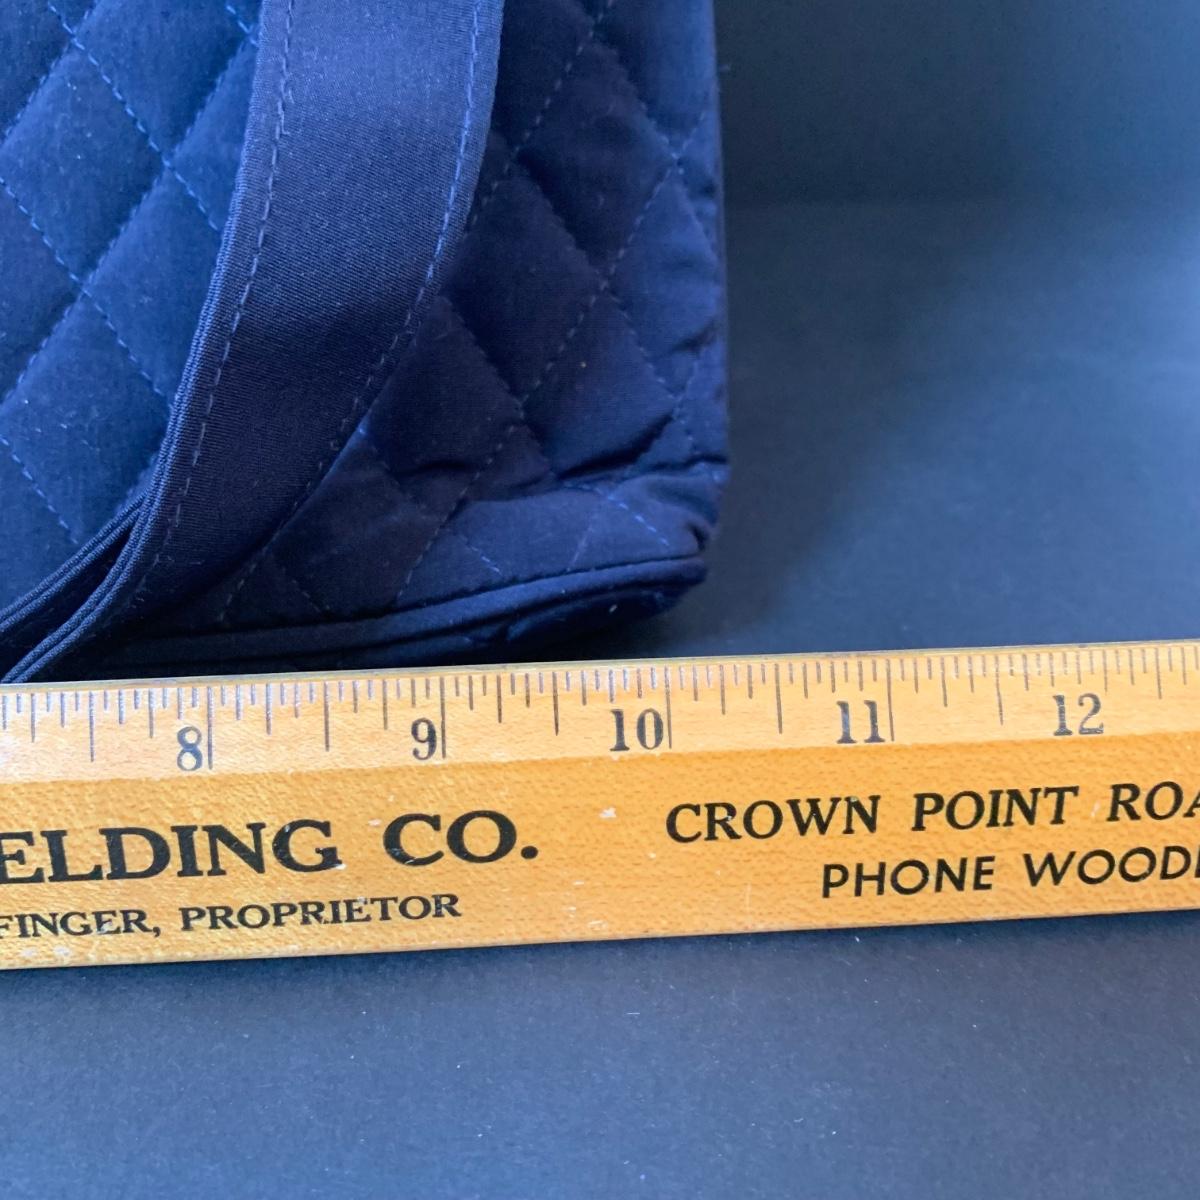 8 9 10 11 12
ELDING CO.
FINGER, PROPRIETOR
CROWN POINT ROA
PHONE WOOD